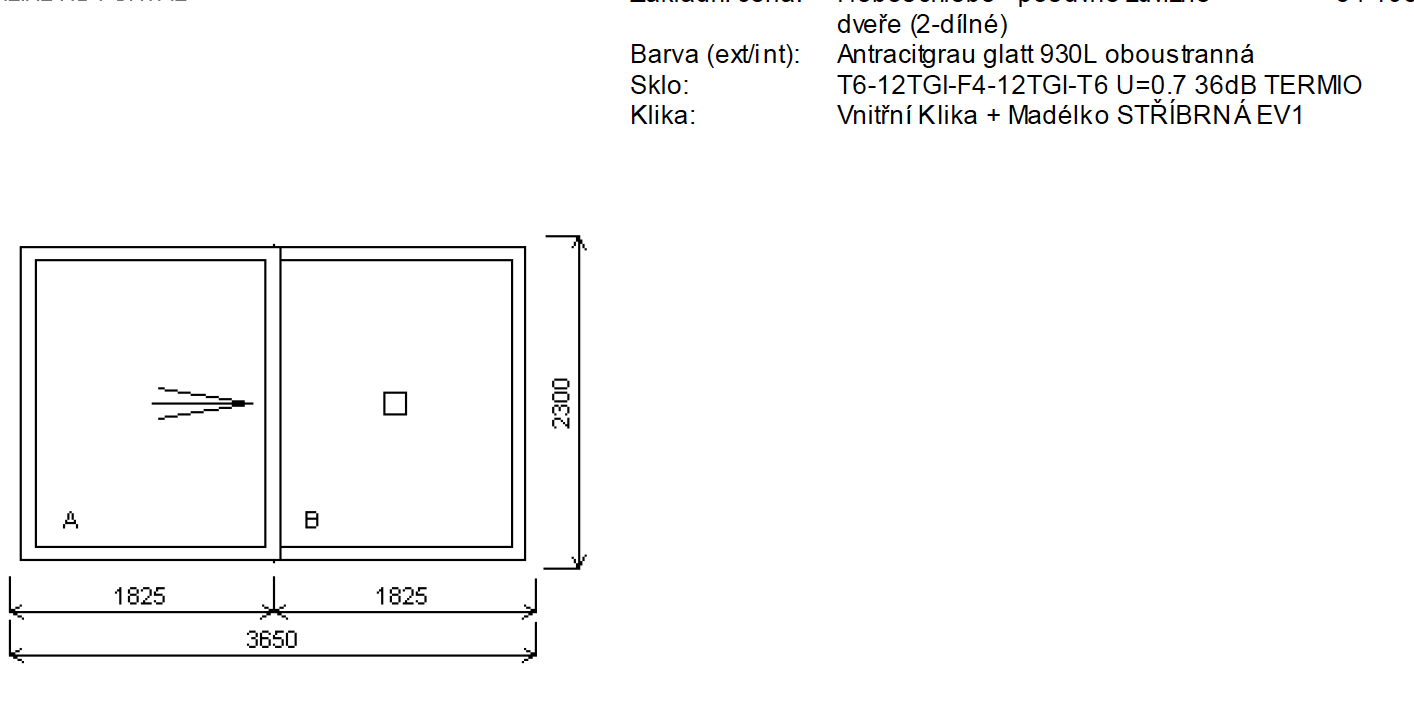 dveře (2-dílné)
Barva (ext/int): Antracitgrau glatt 930L oboustranná
Sklo: T6-12TGI-F4-12TGI-T6 U=0.7 36dB TERMIO
Klika: Vnitřní Klika + Madélko STŘÍBRNÁ EV1
2300
A B
1825 1825
3650